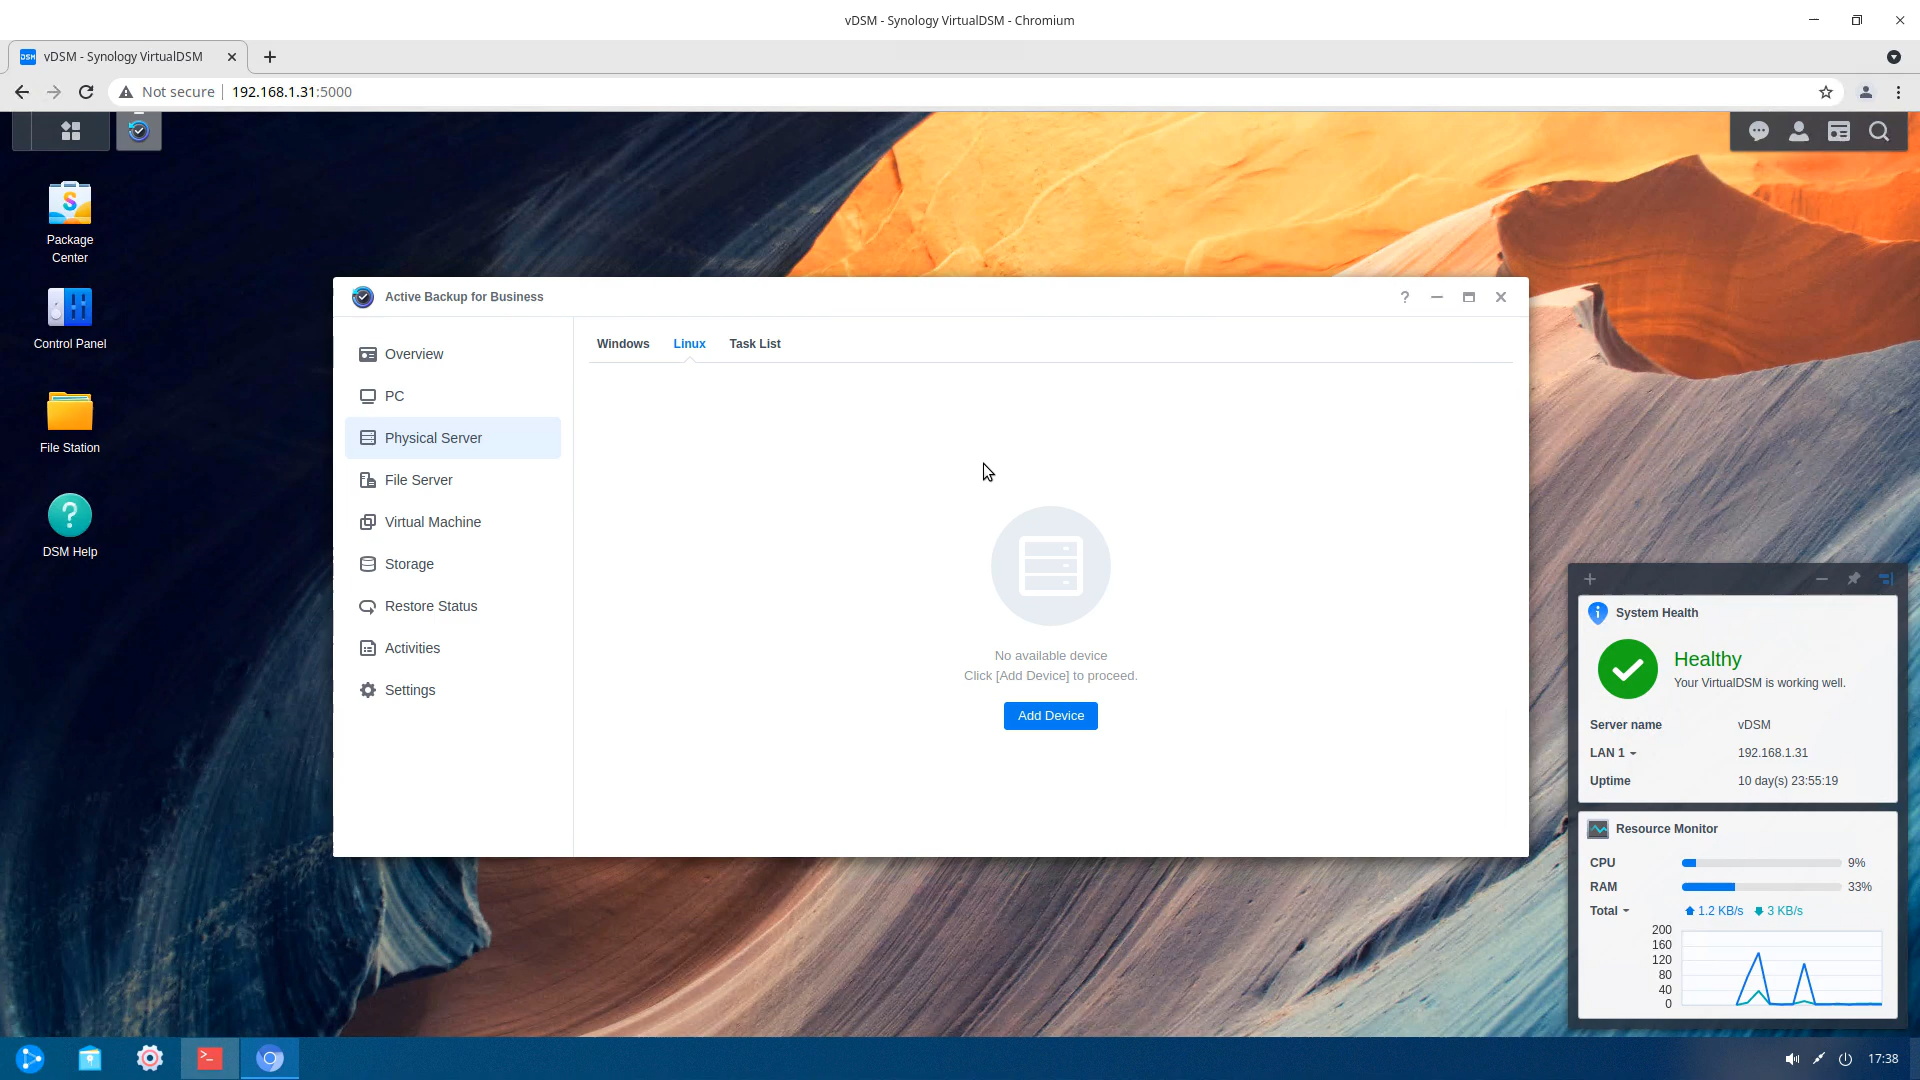 vDSM - Synology VirtualDSM - Chromium
vDSM - Synology VirtualDSM
Not secure
192.168.1.31:5000
Package
Center
Control Panel
File Station
DSM Help
Active Backup for Business
Overview
PC
Physical Server
File Server
Virtual Machine
Storage
Restore Status
Activities
Settings
Windows
Linux
Task List
No available device
Click [Add Device] to proceed.
Add Device
System Health
Healthy
Your VirtualDSM is working well.
Server name vDSM
LAN 1 192.168.1.31
Uptime 10 day(s) 23:55:19
Resource Monitor
CPU 9%
RAM 33%
Total 1.2 KB/s 3 KB/s
200
160
120
80
40
0
17:38